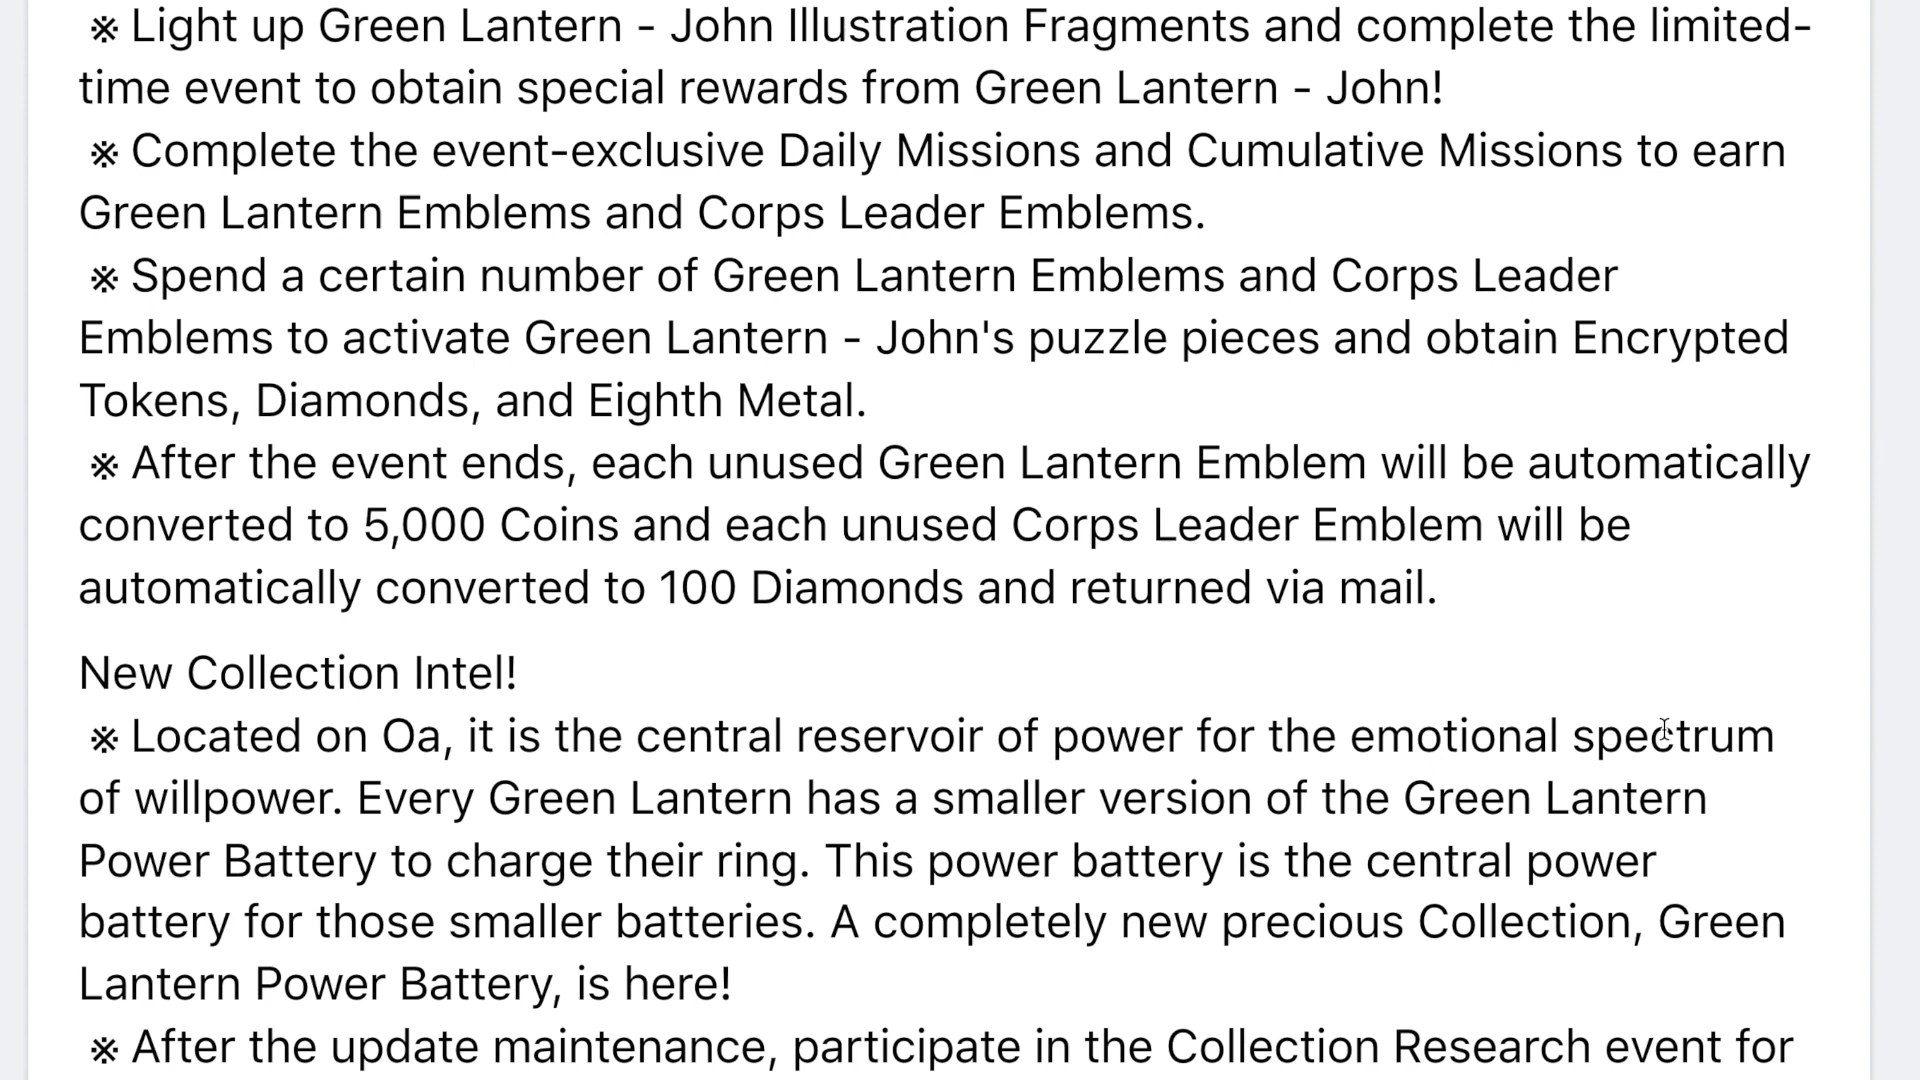 ※ Light up Green Lantern - John Illustration Fragments and complete the limited-
time event to obtain special rewards from Green Lantern - John!
※ Complete the event-exclusive Daily Missions and Cumulative Missions to earn
Green Lantern Emblems and Corps Leader Emblems.
※ Spend a certain number of Green Lantern Emblems and Corps Leader
Emblems to activate Green Lantern - John's puzzle pieces and obtain Encrypted
Tokens, Diamonds, and Eighth Metal.
※ After the event ends, each unused Green Lantern Emblem will be automatically
converted to 5,000 Coins and each unused Corps Leader Emblem will be
automatically converted to 100 Diamonds and returned via mail.
New Collection Intel!
※ Located on Oa, it is the central reservoir of power for the emotional spectrum
of willpower. Every Green Lantern has a smaller version of the Green Lantern
Power Battery to charge their ring. This power battery is the central power
battery for those smaller batteries. A completely new precious Collection, Green
Lantern Power Battery, is here!
※ After the update maintenance, participate in the Collection Research event for